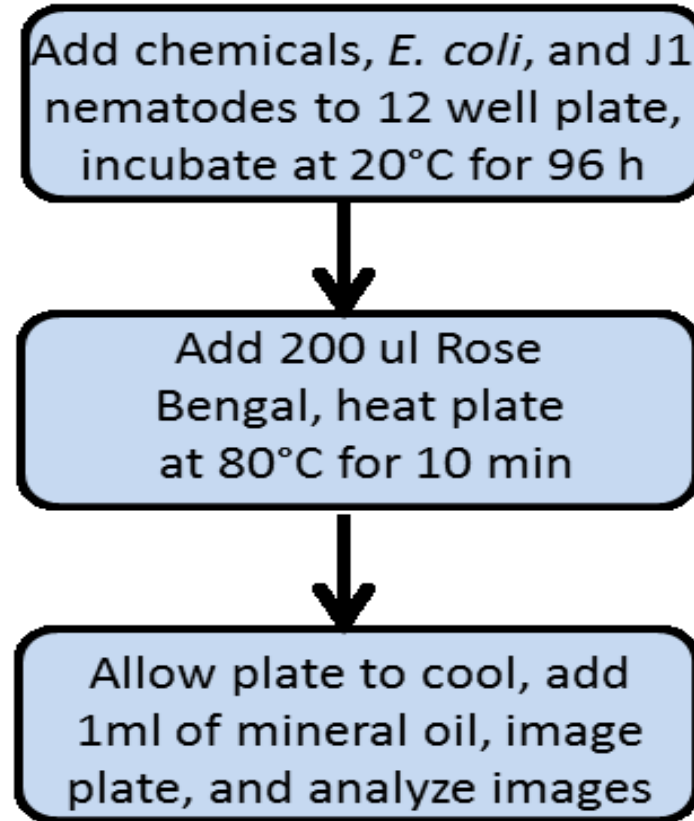 Add chemicals, E. coli, and J1
nematodes to 12 well plate,
incubate at 20°C for 96 h
Add 200 ul Rose
Bengal, heat plate
at 80°C for 10 min
Allow plate to cool, add
1ml of mineral oil, image
plate, and analyze images